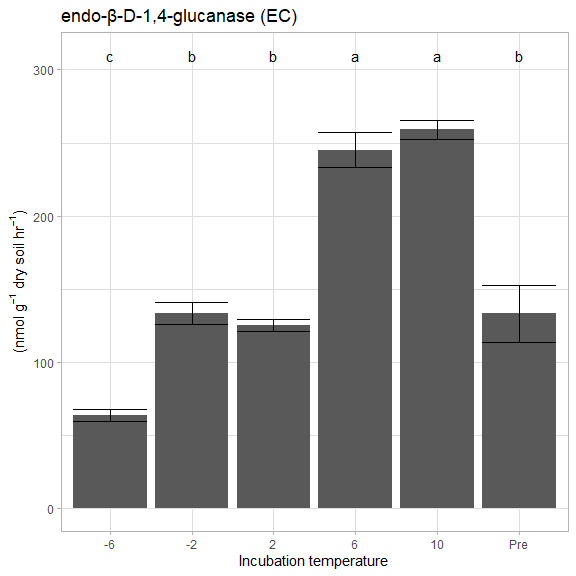 endo-β-D-1,4-glucanase (EC)
c b b a a b
300
200
100
0
(nmol g⁻¹ dry soil hr⁻¹)
-6 -2 2 6 10 Pre
Incubation temperature